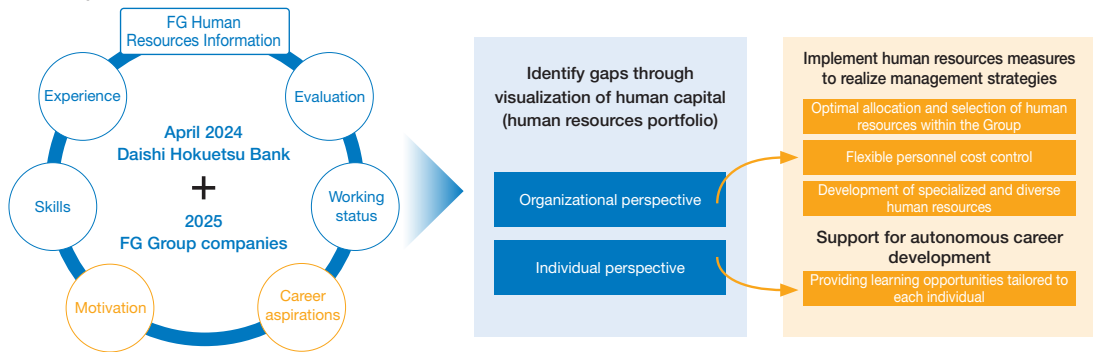 FG Human
Resources Information
Experience
Evaluation
April 2024
Daishi Hokuetsu Bank
+
2025
FG Group companies
Skills
Working
status
Motivation
Career
aspirations
Identify gaps through
visualization of human capital
(human resources portfolio)
Organizational perspective
Individual perspective
Implement human resources measures
to realize management strategies
Optimal allocation and selection of human
resources within the Group
Flexible personnel cost control
Development of specialized and diverse
human resources
Support for autonomous career
development
Providing learning opportunities tailored to
each individual